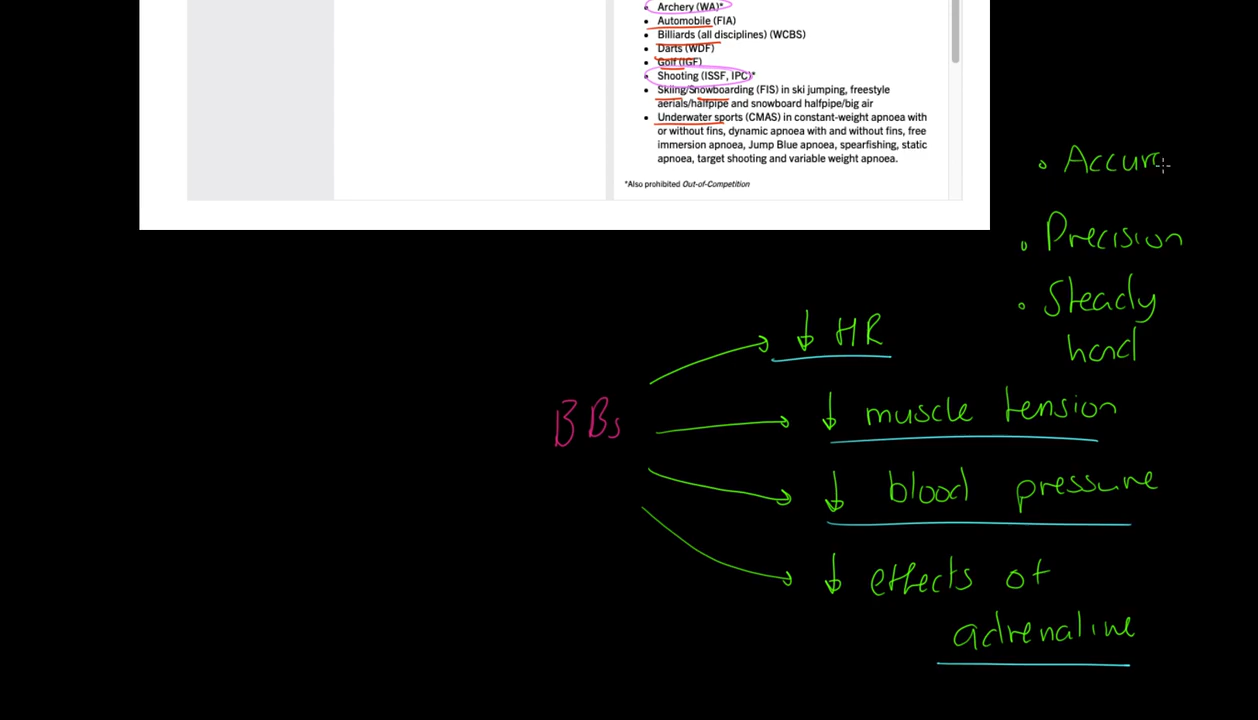 • Archery (WA)*
• Automobile (FIA)
• Billiards (all disciplines) (WCBS)
• Darts (WDF)
• Golf (IGF)
• Shooting (ISSF, IPC)*
• Skiing/Snowboarding (FIS) in ski jumping, freestyle
aerials/halfpipe and snowboard halfpipe/big air
• Underwater sports (CMAS) in constant-weight apnoea with
or without fins, dynamic apnoea with and without fins, free
immersion apnoea, Jump Blue apnoea, spearfishing, static
apnoea, target shooting and variable weight apnoea.
*Also prohibited Out-of-Competition
• Accura
• Precision
• Steady
hand
↓ HR
BBs
↓ muscle tension
↓ blood pressure
↓ effects of
adrenaline